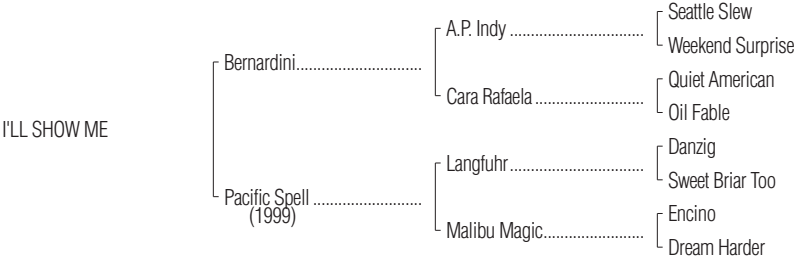 Seattle Slew
A.P. Indy ................................
Weekend Surprise
Bernardini..............................
Quiet American
Cara Rafaela ..........................
Oil Fable
I'LL SHOW ME
Danzig
Langfuhr................................
Sweet Briar Too
Pacific Spell ..........................
(1999)
Encino
Malibu Magic........................
Dream Harder